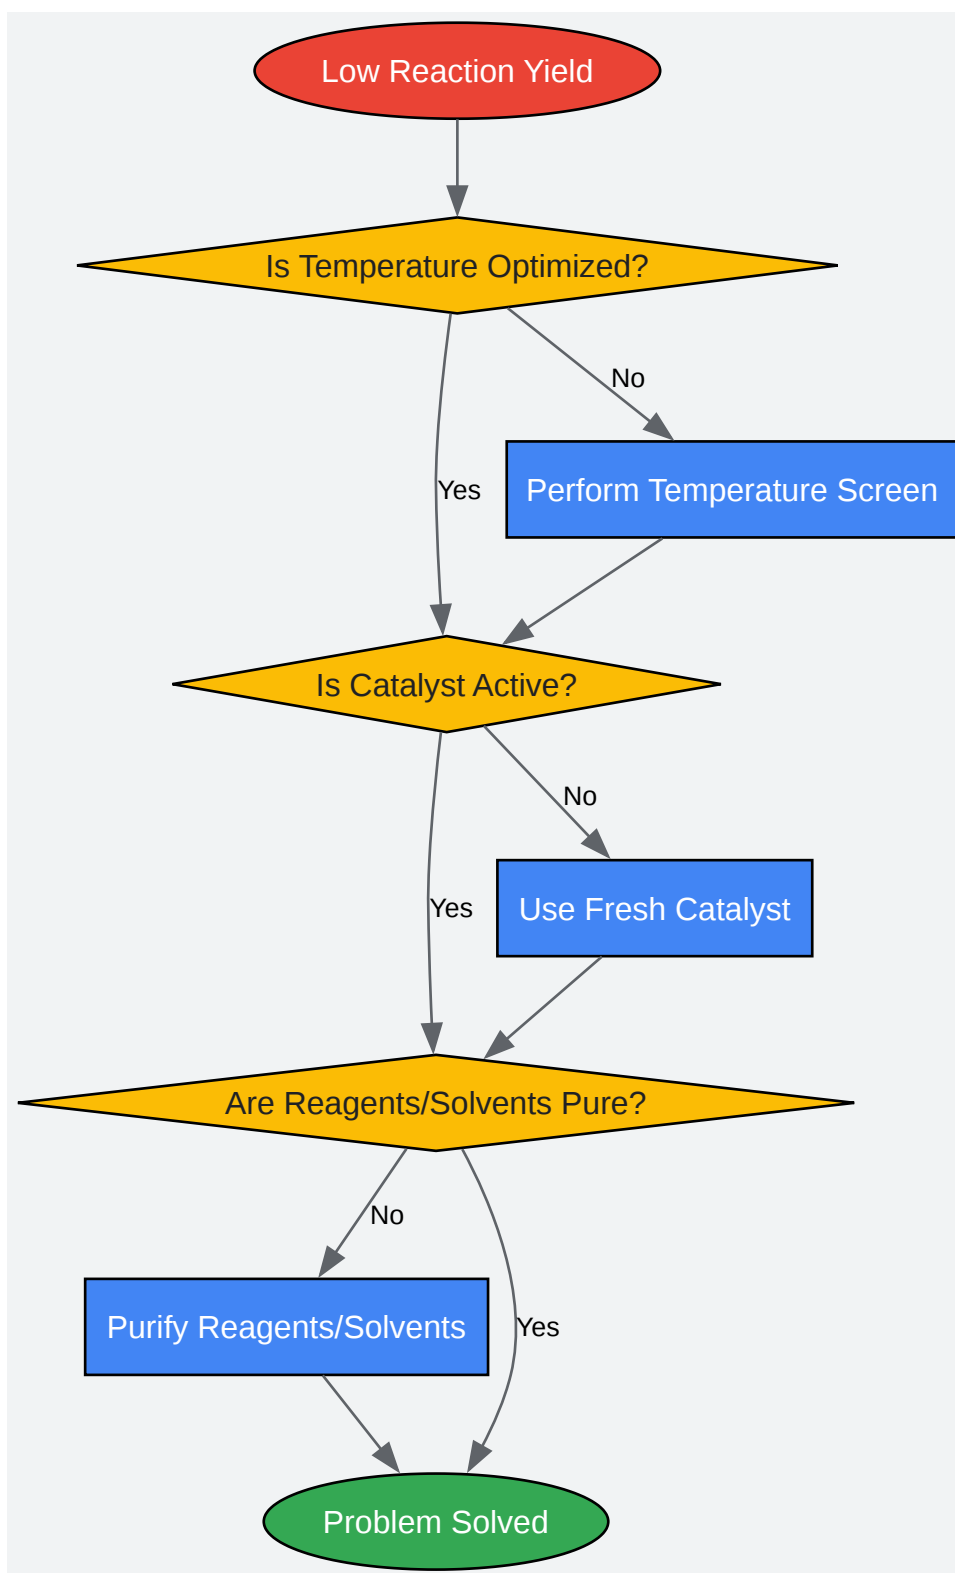 Low Reaction Yield
Is Temperature Optimized?
No
Yes
Perform Temperature Screen
Is Catalyst Active?
No
Yes
Use Fresh Catalyst
Are Reagents/Solvents Pure?
No
Purify Reagents/Solvents
Yes
Problem Solved